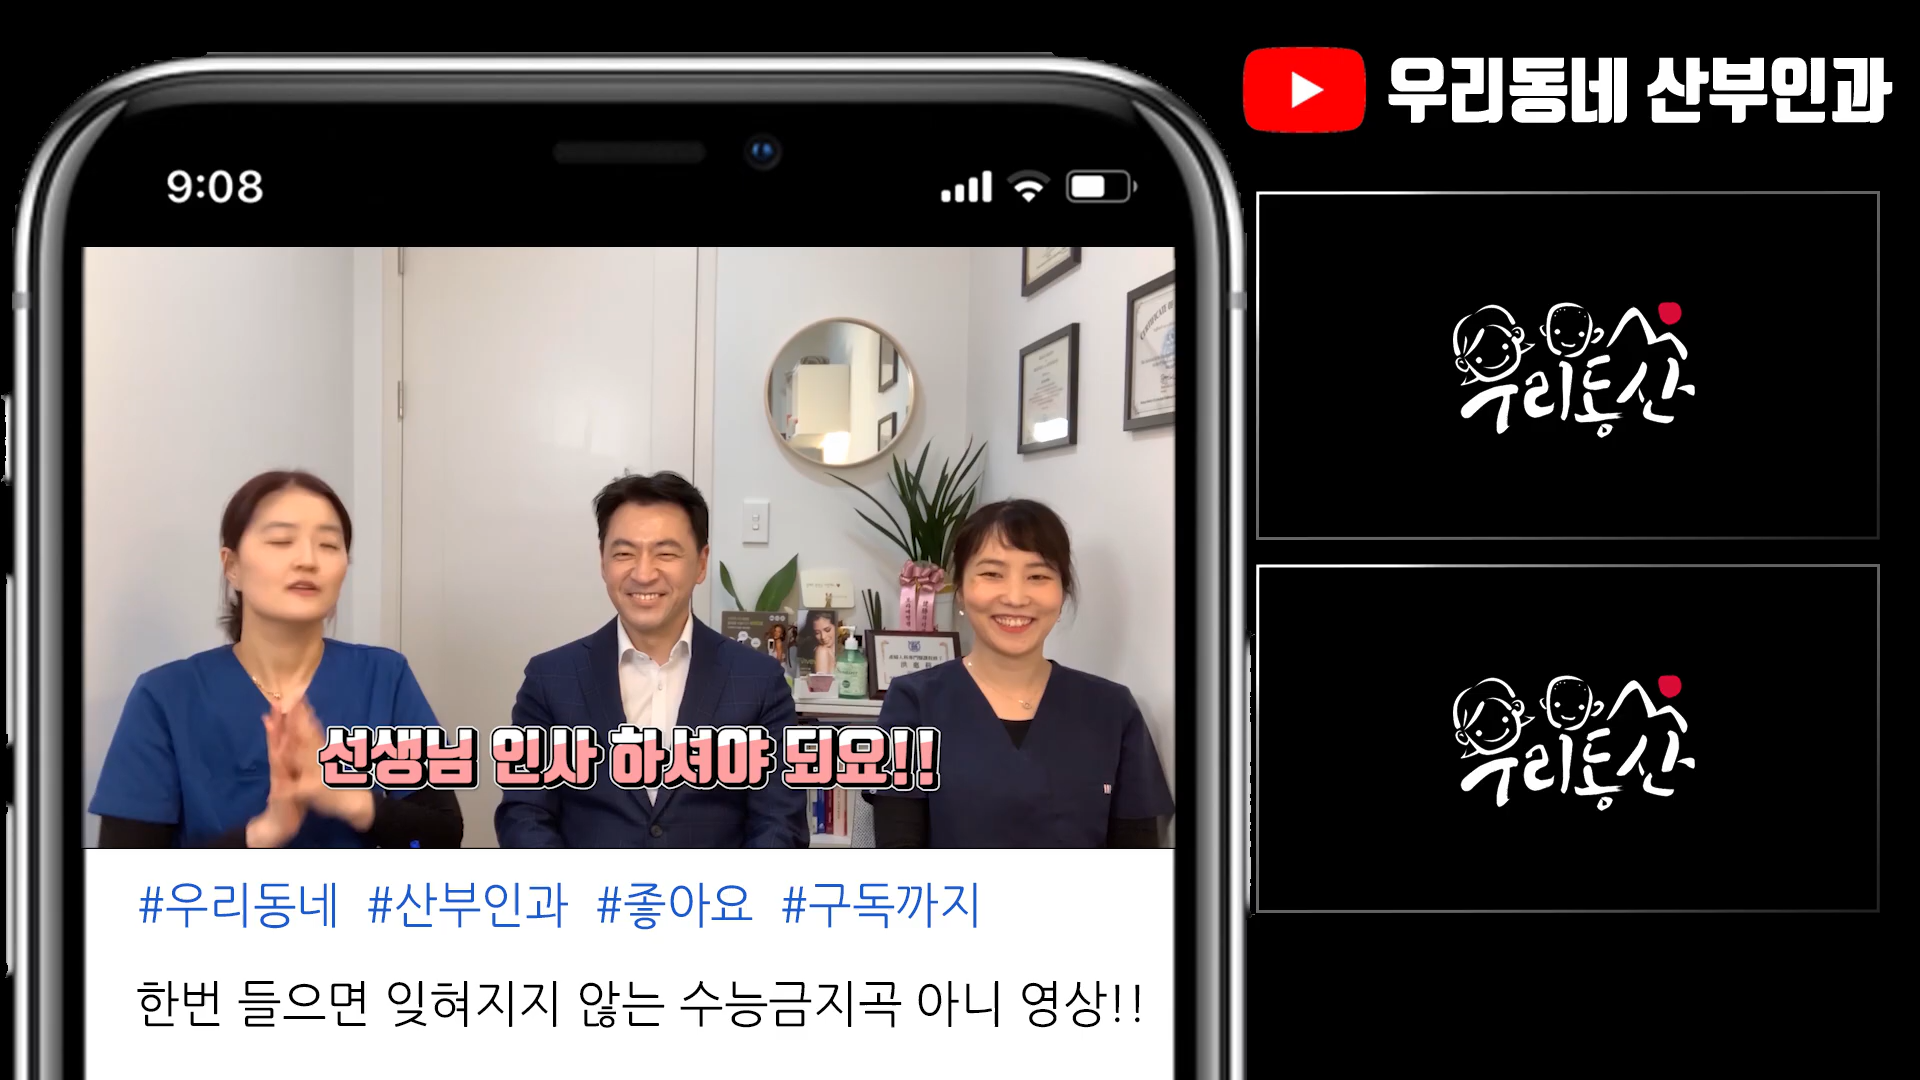 우리동네 산부인과
9:08
우리동산
우리동산
선생님 인사 하셔야 되요!!
#우리동네 #산부인과 #좋아요 #구독까지
한번 들으면 잊혀지지 않는 수능금지곡 아니 영상!!